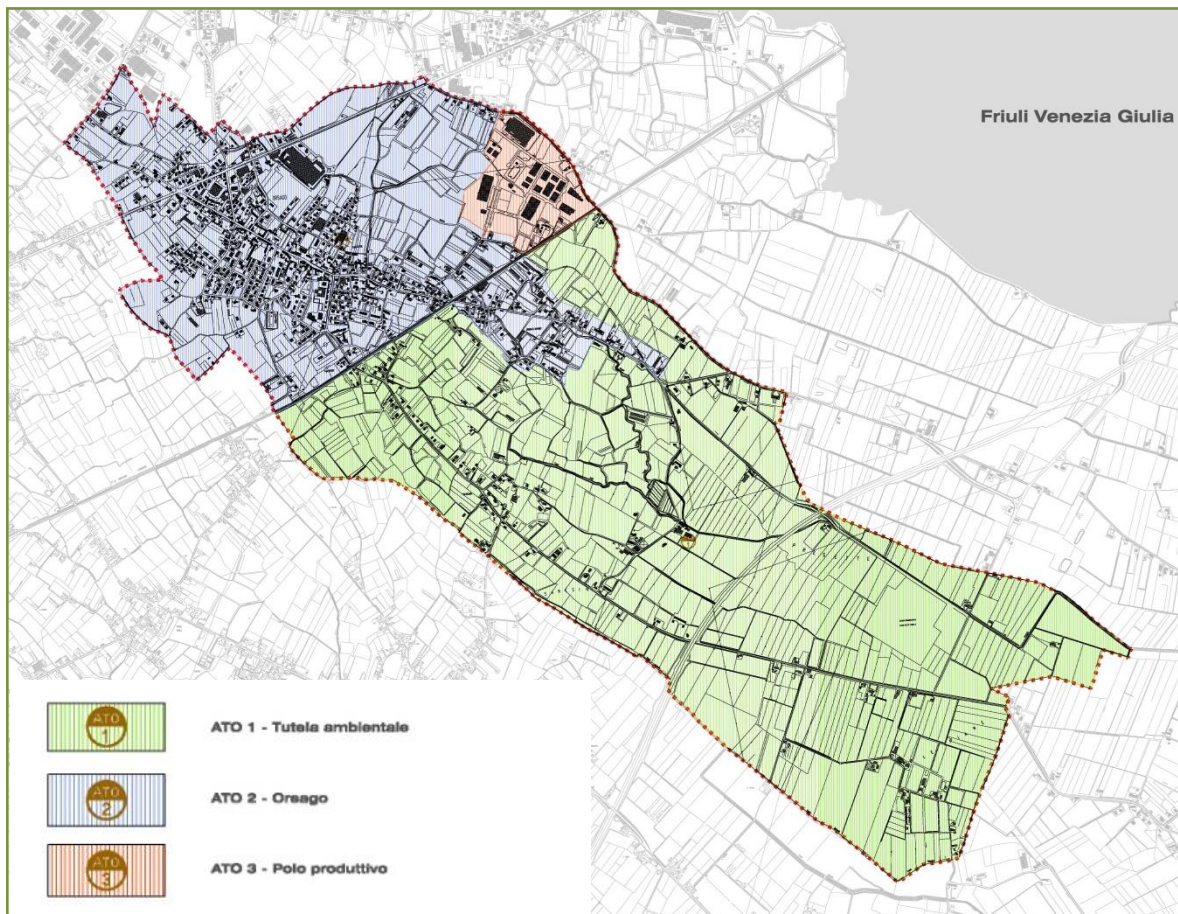 Friuli Venezia Giulia
ATO
1
ATO 1 - Tutela ambientale
ATO
2
ATO 2 - Orsago
ATO
3
ATO 3 - Polo produttivo